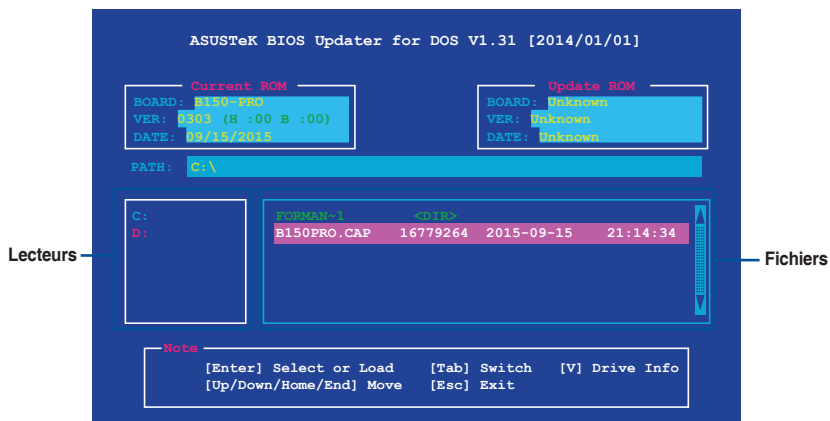 ASUSTeK BIOS Updater for DOS V1.31 [2014/01/01]
Current ROM
BOARD: B150-PRO
VER: 0303 (H :00 B :00)
DATE: 09/15/2015
Update ROM
BOARD: Unknown
VER: Unknown
DATE: Unknown
PATH: C:\
Lecteurs
C:
D:
FORMAN~1 <DIR>
B150PRO.CAP 16779264 2015-09-15 21:14:34
Fichiers
Note
[Enter] Select or Load [Tab] Switch [V] Drive Info
[Up/Down/Home/End] Move [Esc] Exit